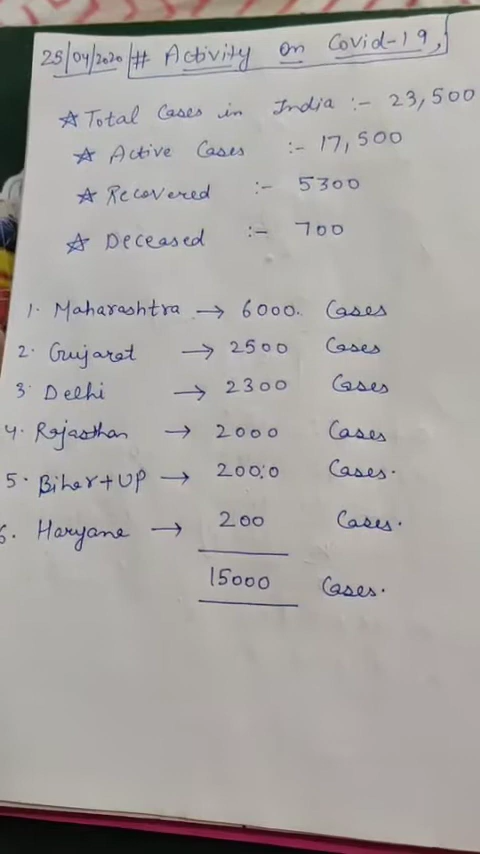 25/04/2020 # Activity on Covid-19,
☆ Total Cases in India :- 23,500
☆ Active Cases :- 17,500
☆ Recovered :- 5300
☆ Deceased :- 700
1. Maharashtra → 6000. Cases
2. Gujarat → 2500 Cases
3. Delhi → 2300 Cases
4. Rajasthan → 2000 Cases
5. Bihar+UP → 2000 Cases.
6. Haryana → 200 Cases.
15000 Cases.